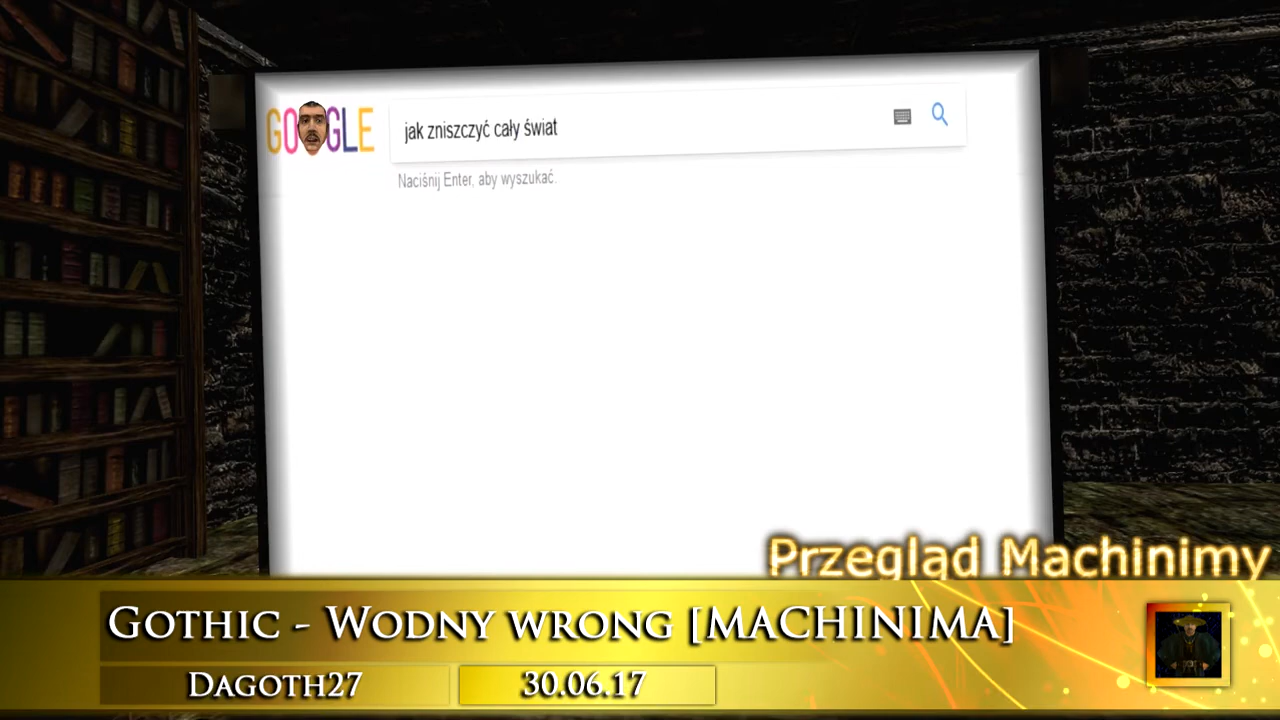 GOOGLE
jak zniszczyć cały świat
Naciśnij Enter, aby wyszukać.
Przegląd Machinimy
Gothic - Wodny wrong [MACHINIMA]
Dagoth27
30.06.17